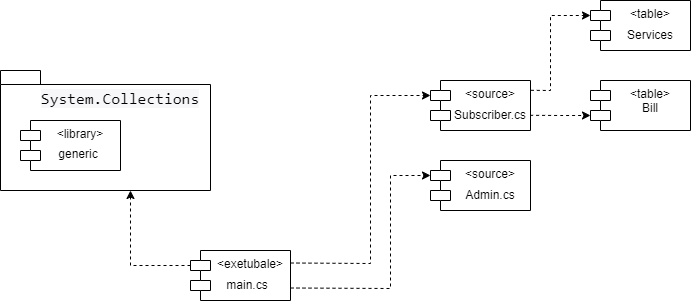 <table>
Services
<source>
Subscriber.cs
<table>
Bill
System.Collections
<library>
generic
<source>
Admin.cs
<exetubale>
main.cs